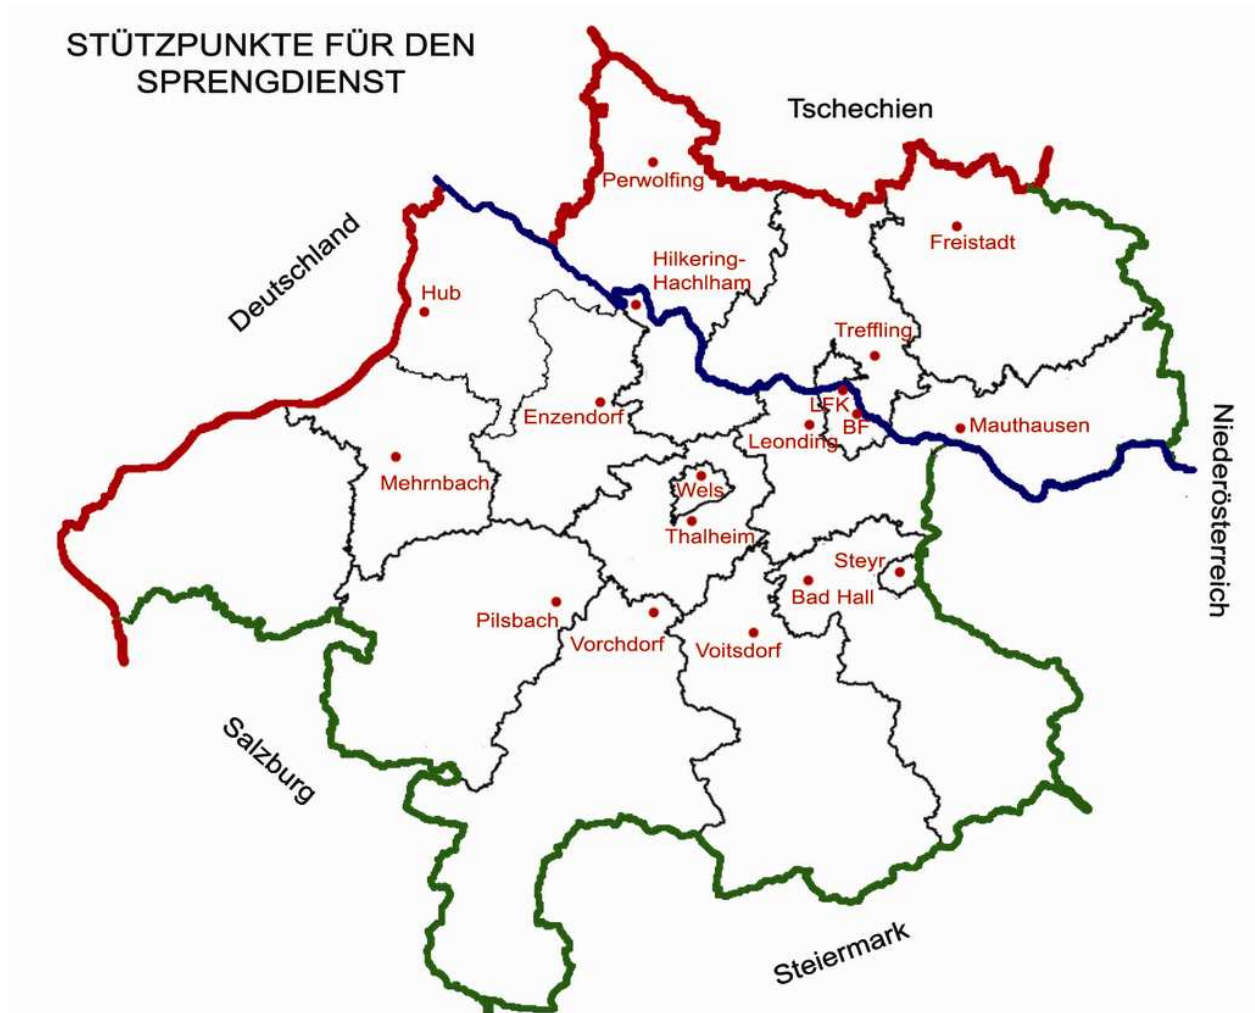 STÜTZPUNKTE FÜR DEN
SPRENGDIENST
Tschechien
Perwolfing
Freistadt
Deutschland
Hilkering-
Hachlham
Hub
Treffling
LFK
Enzendorf
BF
Mauthausen
Leonding
Niederösterreich
Mehrnbach
Wels
Thalheim
Steyr
Bad Hall
Pilsbach
Vorchdorf
Voitsdorf
Salzburg
Steiermark